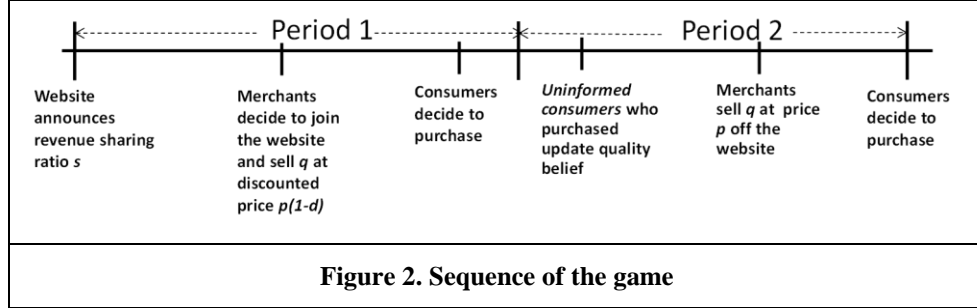 Period 1
Period 2
Website
announces
revenue sharing
ratio s
Merchants
decide to join
the website
and sell q at
discounted
price p(1-d)
Consumers
decide to
purchase
Uninformed
consumers who
purchased
update quality
belief
Merchants
sell q at price
p off the
website
Consumers
decide to
purchase
Figure 2. Sequence of the game